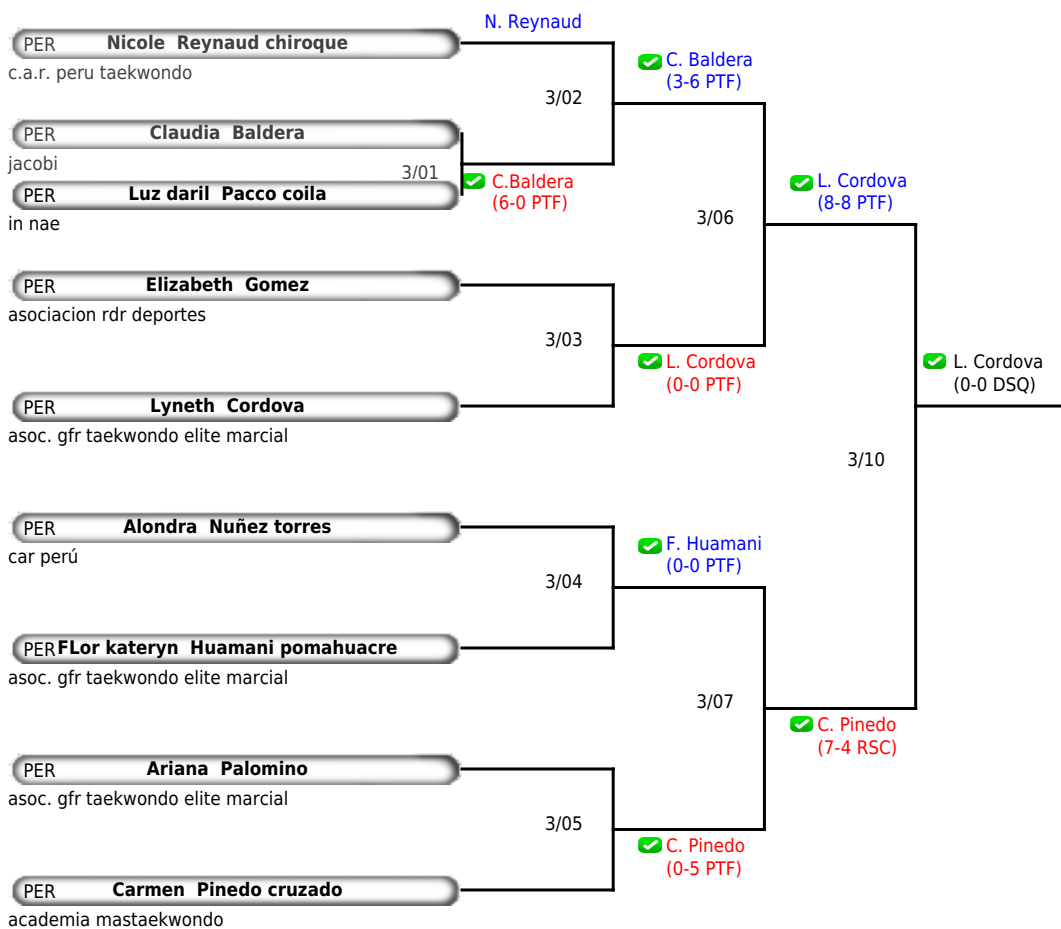 N. Reynaud
PER Nicole Reynaud chiroque
c.a.r. peru taekwondo
C. Baldera
(3-6 PTF)
3/02
PER Claudia Baldera
jacobi
3/01
C.Baldera
(6-0 PTF)
PER Luz daril Pacco coila
in nae
L. Cordova
(8-8 PTF)
3/06
PER Elizabeth Gomez
asociacion rdr deportes
3/03
L. Cordova
(0-0 PTF)
L. Cordova
(0-0 DSQ)
PER Lyneth Cordova
asoc. gfr taekwondo elite marcial
3/10
PER Alondra Nuñez torres
car perú
F. Huamani
(0-0 PTF)
3/04
PER FLor kateryn Huamani pomahuacre
asoc. gfr taekwondo elite marcial
3/07
C. Pinedo
(7-4 RSC)
PER Ariana Palomino
asoc. gfr taekwondo elite marcial
3/05
C. Pinedo
(0-5 PTF)
PER Carmen Pinedo cruzado
academia mastaekwondo